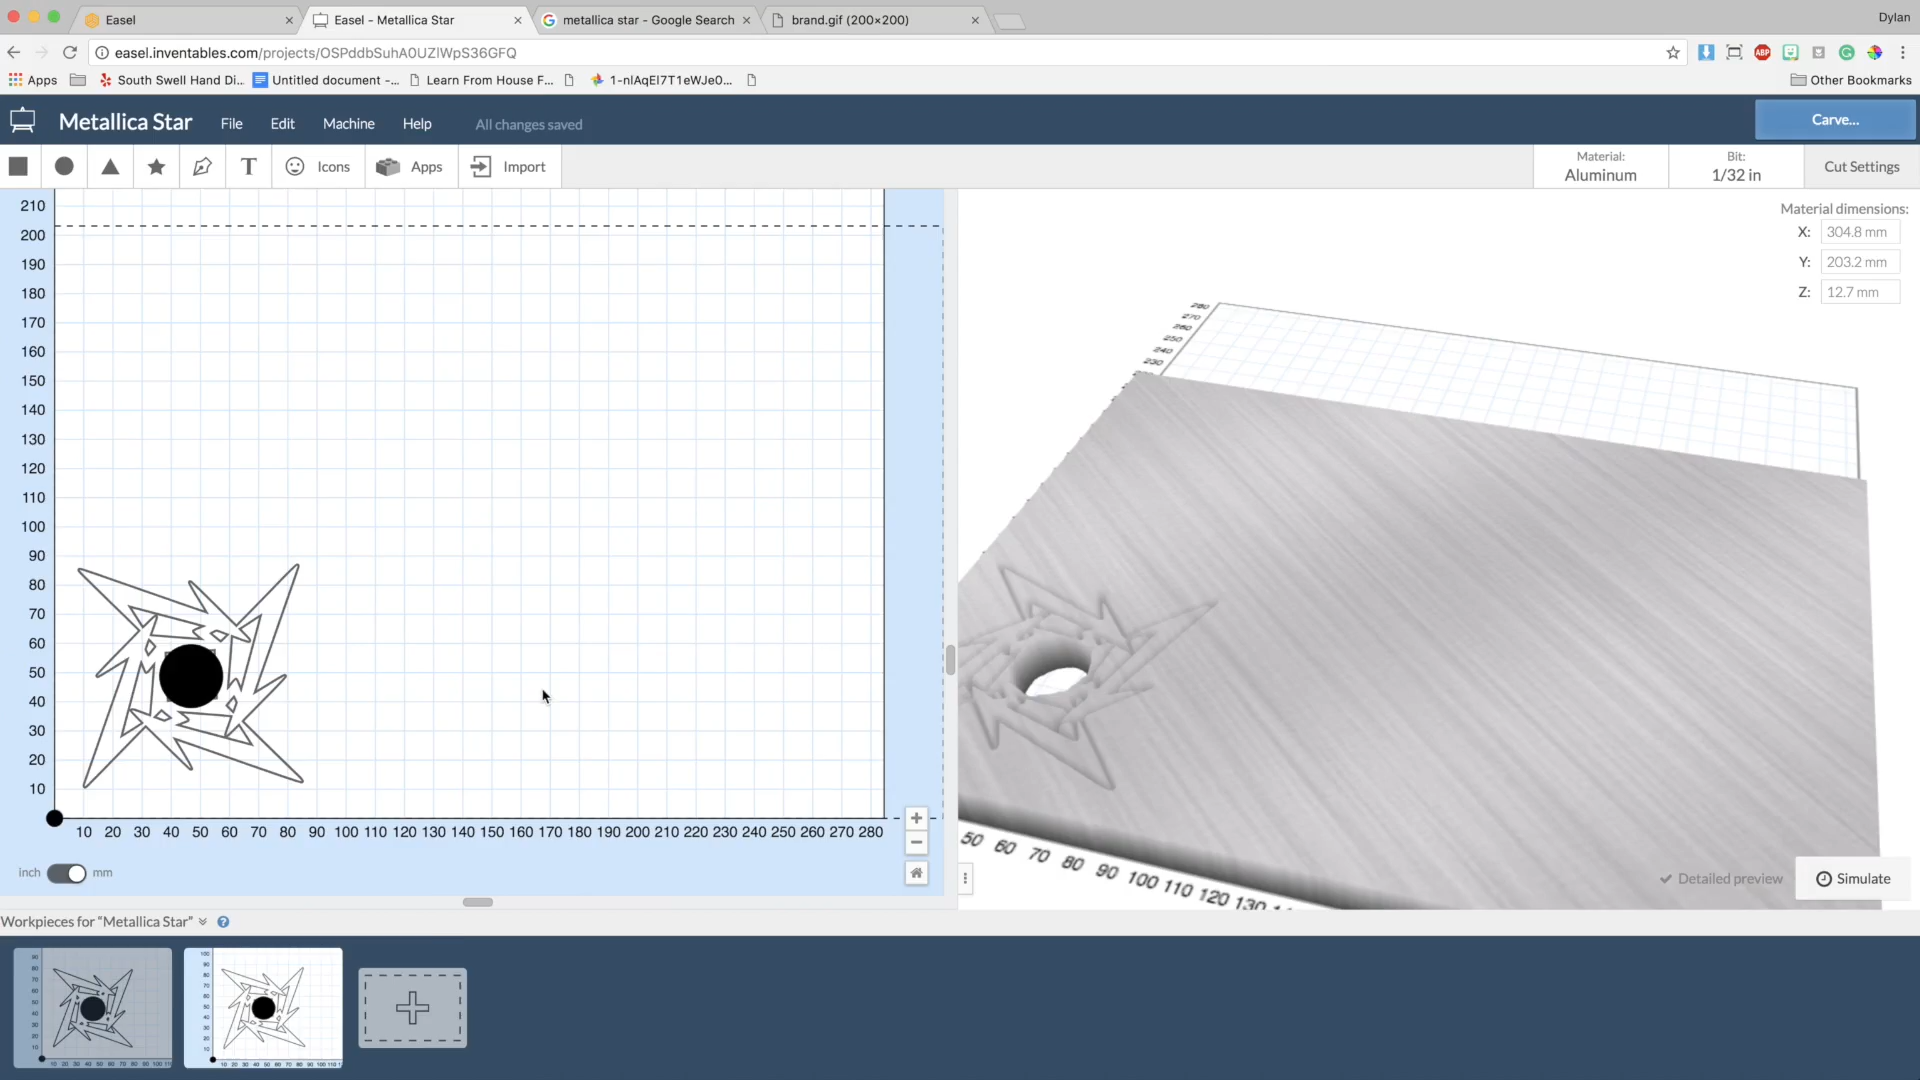 Easel
Easel - Metallica Star
metallica star - Google Search
brand.gif (200×200)
Dylan
easel.inventables.com/projects/OSPddbSuhA0UZlWpS36GFQ
Apps
South Swell Hand Di...
Untitled document -...
Learn From House F...
1-nlAqEI7T1eWJe0...
Other Bookmarks
Metallica Star
File
Edit
Machine
Help
All changes saved
Carve...
T
Icons
Apps
Import
Material:
Aluminum
Bit:
1/32 in
Cut Settings
Material dimensions:
X: 304.8 mm
Y: 203.2 mm
Z: 12.7 mm
210
200
190
180
170
160
150
140
130
120
110
100
90
80
70
60
50
40
30
20
10
10 20 30 40 50 60 70 80 90 100 110 120 130 140 150 160 170 180 190 200 210 220 230 240 250 260 270 280
280
270
260
250
240
230
50 60 70 80 90 100 110 120 130
inch mm
Detailed preview
Simulate
Workpieces for "Metallica Star" ?